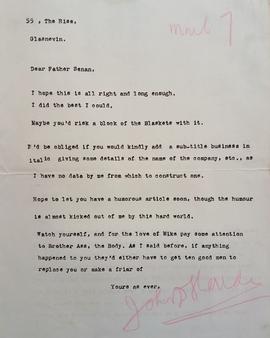 55 , The Rise,
Glasnevin.
Dear Father Senan.
I hope this is all right and long enough.
I did the best I could.
Maybe you'd risk a block of the Blaskets with it.
I'd be obliged if you would kindly add a sub-title business in
italic giving some details of the name of the company, etc., as
I have no data by me from which to construct one.
Hope to let you have a humorous article soon, though the humour
is almost kicked out of me by this hard world.
Watch yourself, and for the love of Mike pay some attention
to Brother Ass, the Body. As I said before, if anything
happened to you they'd either have to get ten good men to
replace you or make a friar of
Yours as ever,